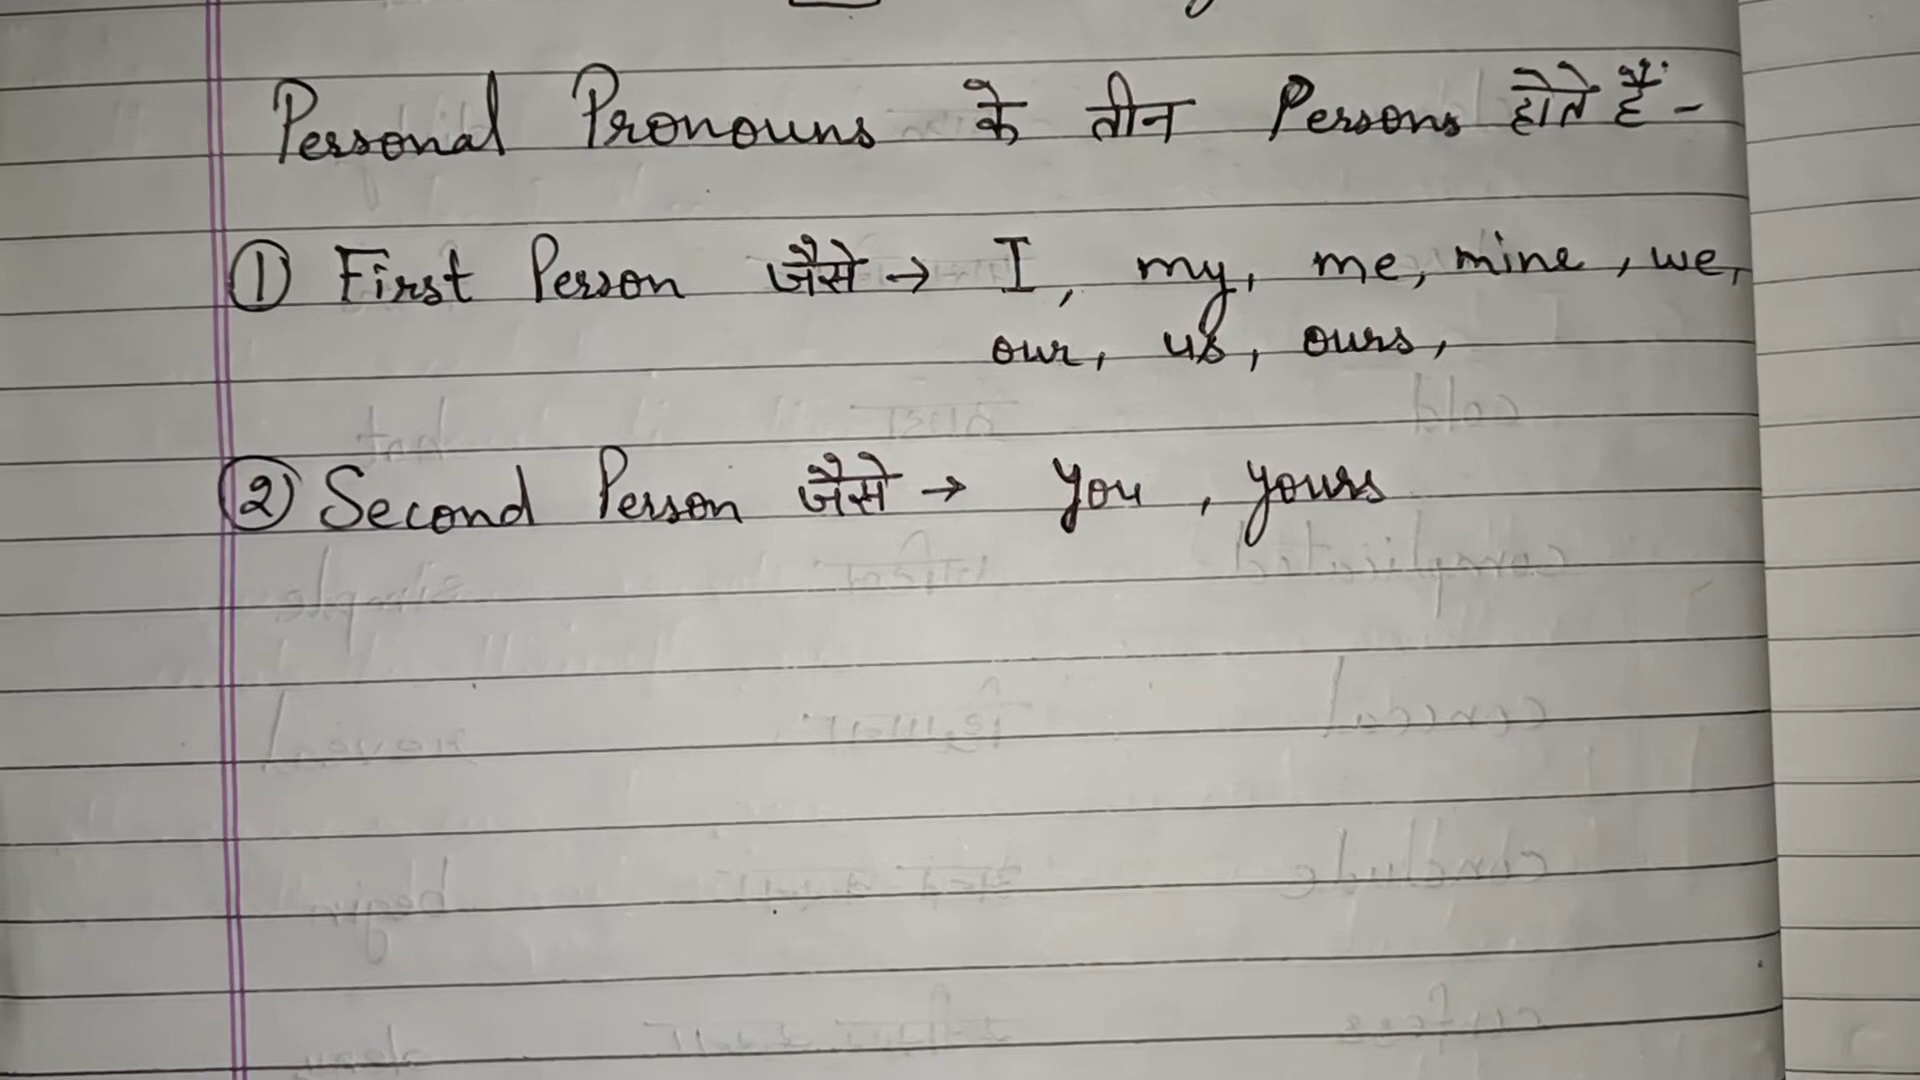 Personal Pronouns के तीन Persons होते हैं -
① First Person जैसे → I, my, me, mine, we,
our, us, ours,
② Second Person जैसे → you, yours